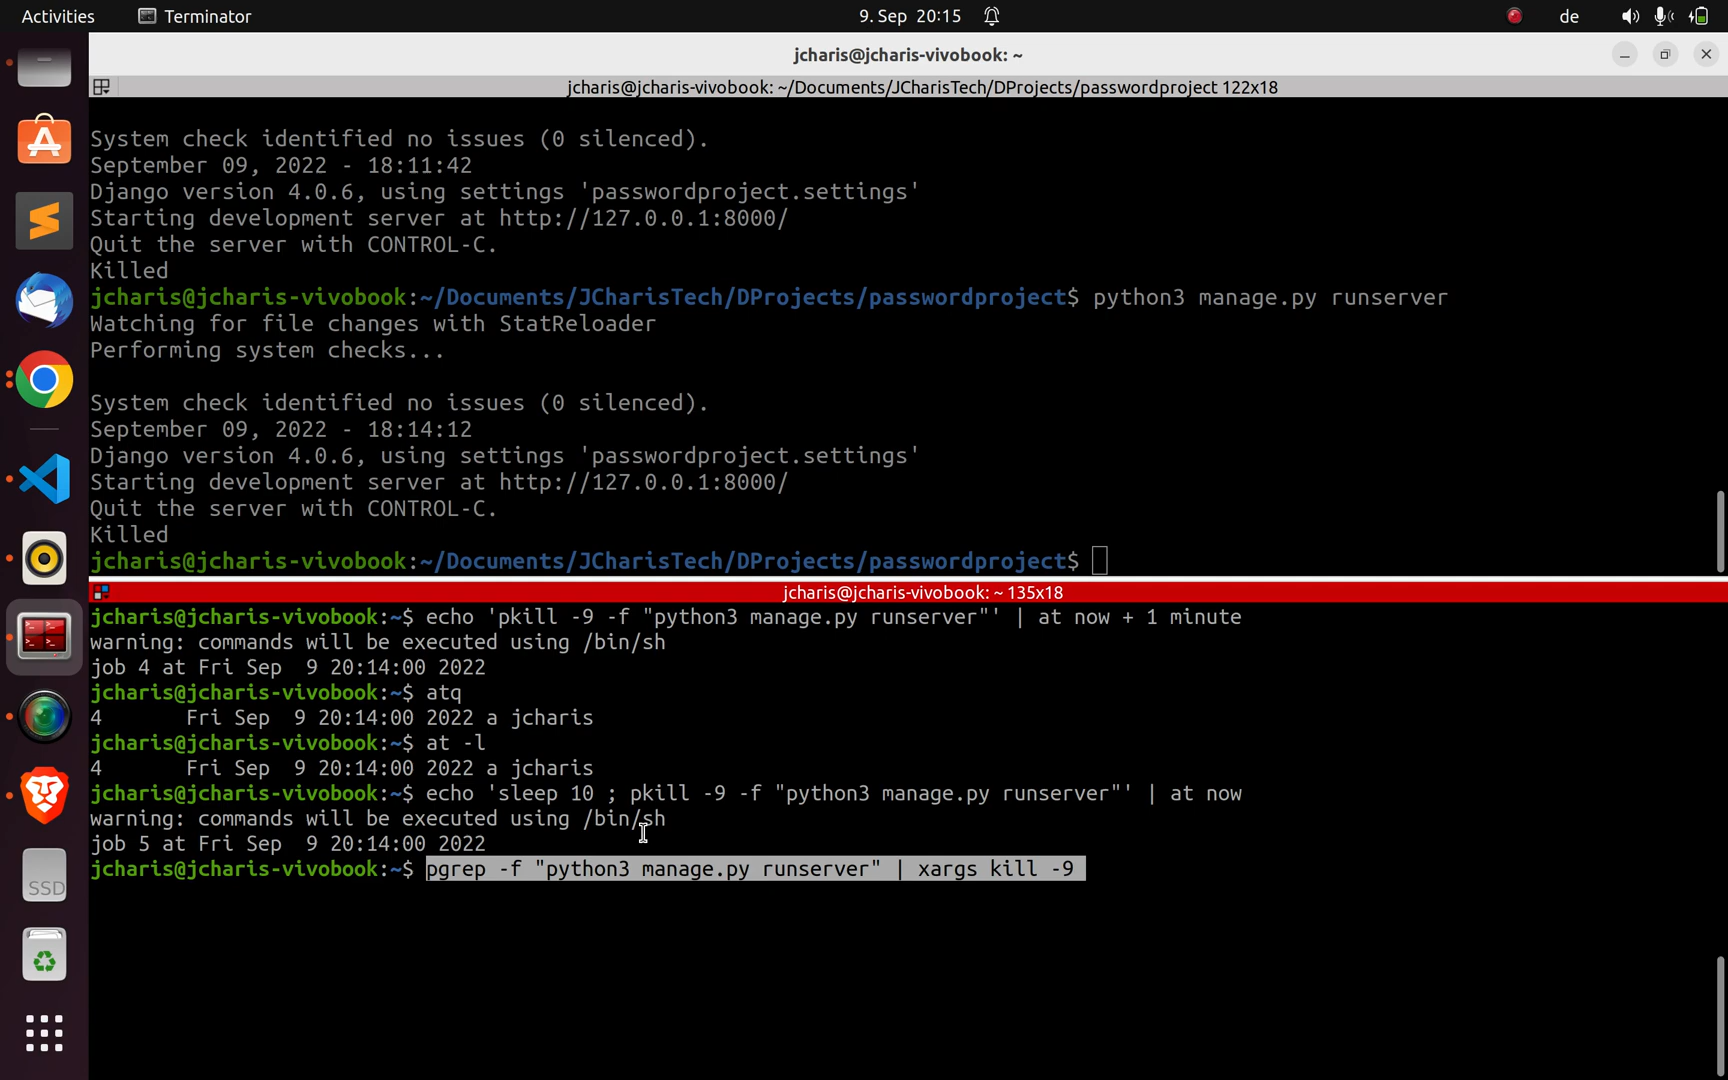 Activities
Terminator
9. Sep 20:15
de
jcharis@jcharis-vivobook: ~
jcharis@jcharis-vivobook: ~/Documents/JCharisTech/DProjects/passwordproject 122x18
System check identified no issues (0 silenced).
September 09, 2022 - 18:11:42
Django version 4.0.6, using settings 'passwordproject.settings'
Starting development server at http://127.0.0.1:8000/
Quit the server with CONTROL-C.
Killed
jcharis@jcharis-vivobook:~/Documents/JCharisTech/DProjects/passwordproject$ python3 manage.py runserver
Watching for file changes with StatReloader
Performing system checks...
System check identified no issues (0 silenced).
September 09, 2022 - 18:14:12
Django version 4.0.6, using settings 'passwordproject.settings'
Starting development server at http://127.0.0.1:8000/
Quit the server with CONTROL-C.
Killed
jcharis@jcharis-vivobook:~/Documents/JCharisTech/DProjects/passwordproject$
jcharis@jcharis-vivobook: ~ 135x18
jcharis@jcharis-vivobook:~$ echo 'pkill -9 -f "python3 manage.py runserver"' | at now + 1 minute
warning: commands will be executed using /bin/sh
job 4 at Fri Sep  9 20:14:00 2022
jcharis@jcharis-vivobook:~$ atq
4       Fri Sep  9 20:14:00 2022 a jcharis
jcharis@jcharis-vivobook:~$ at -l
4       Fri Sep  9 20:14:00 2022 a jcharis
jcharis@jcharis-vivobook:~$ echo 'sleep 10 ; pkill -9 -f "python3 manage.py runserver"' | at now
warning: commands will be executed using /bin/sh
job 5 at Fri Sep  9 20:14:00 2022
jcharis@jcharis-vivobook:~$ pgrep -f "python3 manage.py runserver" | xargs kill -9
SSD